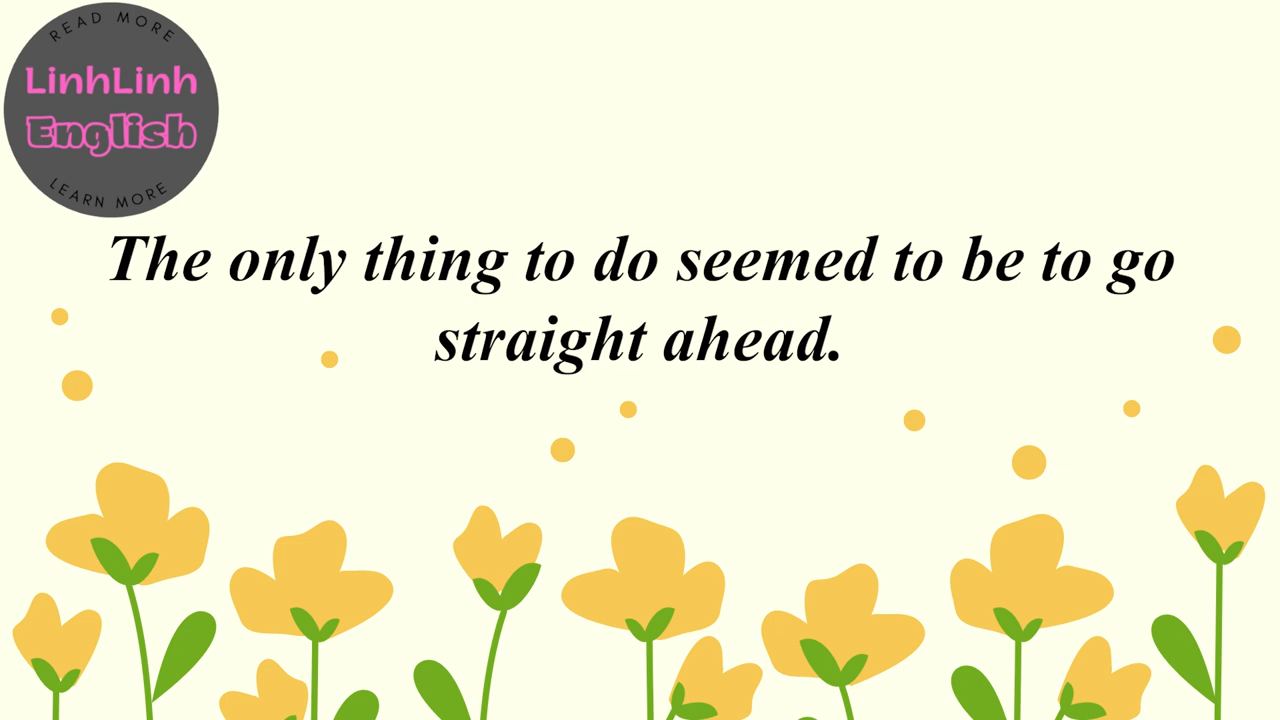 READ MORE
LinhLinh
English
LEARN MORE
The only thing to do seemed to be to go
straight ahead.